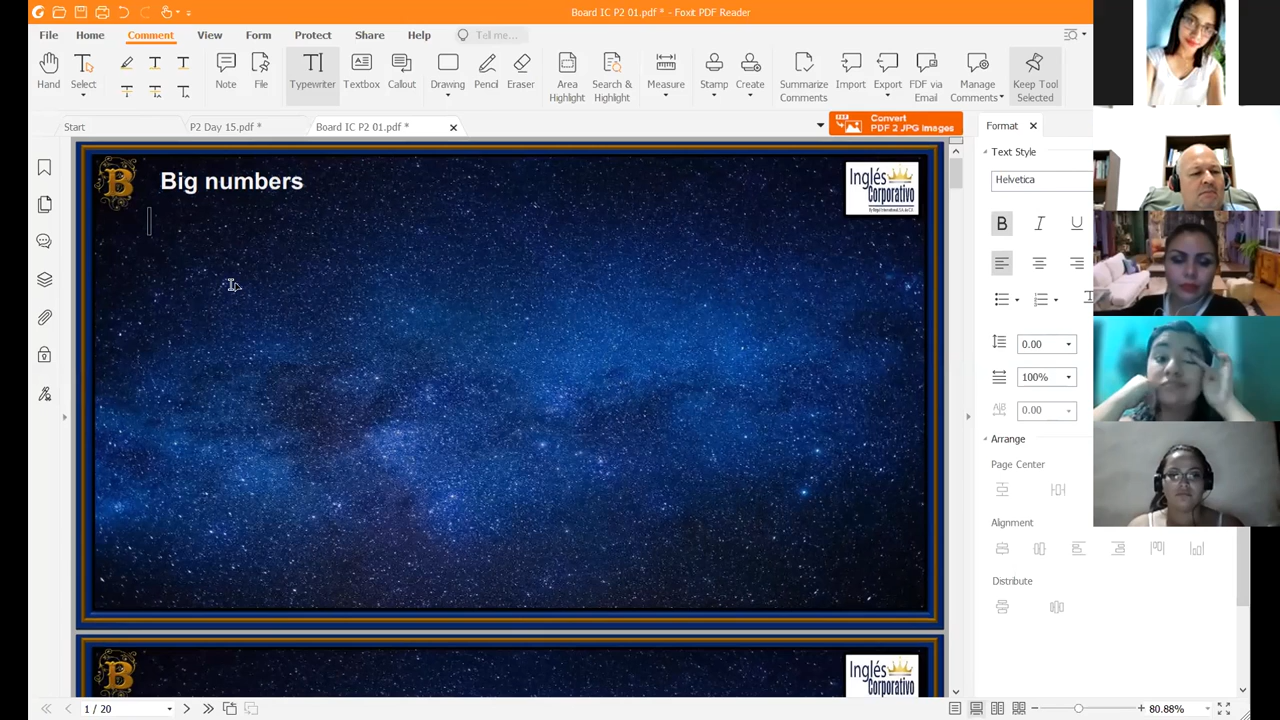 Board IC P2 01.pdf * - Foxit PDF Reader
File Home Comment View Form Protect Share Help Tell me...
Hand Select Note File Typewriter Textbox Callout Drawing Pencil Eraser Area Highlight Search & Highlight Measure Stamp Create Summarize Comments Import Export FDF via Email Manage Comments Keep Tool Selected
Start P2 Day 15.pdf * Board IC P2 01.pdf *
Convert
PDF 2 JPG Images
Format
Text Style
Helvetica
B I U
0.00
100%
0.00
Arrange
Page Center
Alignment
Distribute
B
Big numbers
Inglés
Corporativo
B
Inglés
Corporativo
1 / 20
80.88%